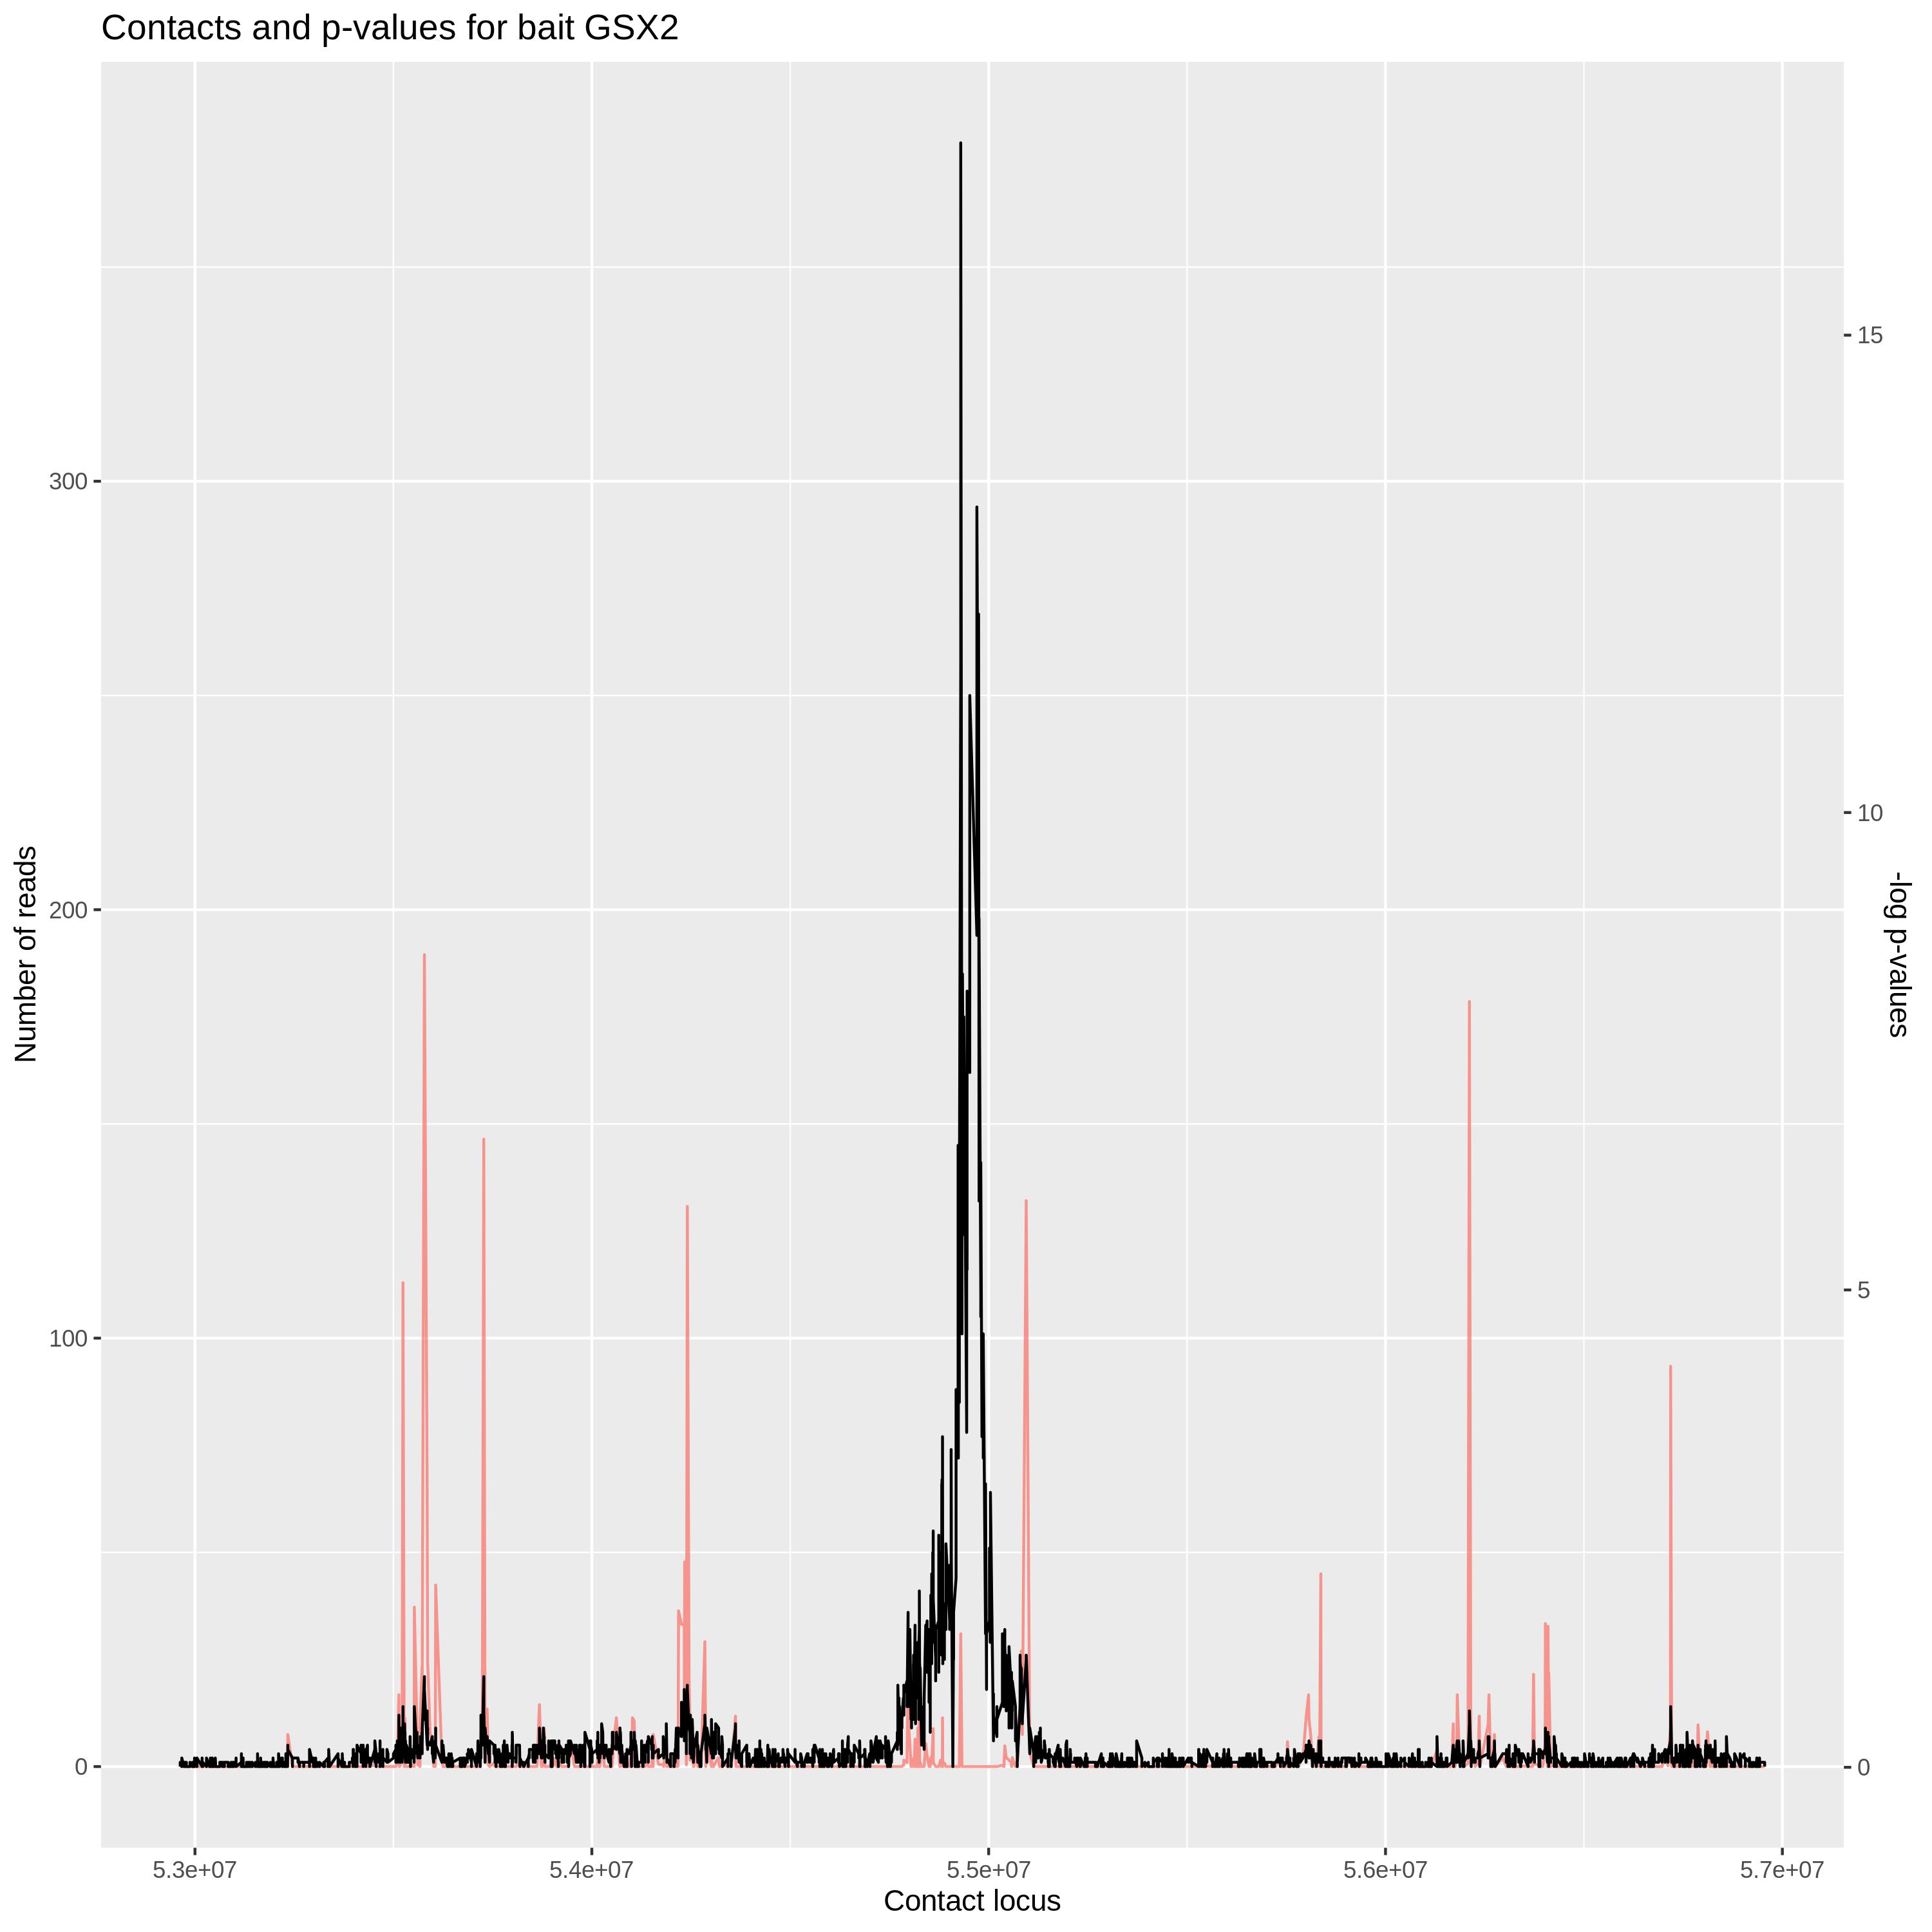 Contacts and p-values for bait GSX2
300
200
100
0
Number of reads
15
10
5
0
-log p-values
5.3e+07 5.4e+07 5.5e+07 5.6e+07 5.7e+07
Contact locus